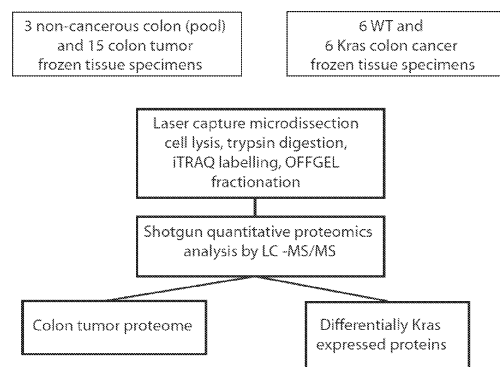 3 non-cancerous colon (pool)
and 15 colon tumor
frozen tissue specimens
6 WT and
6 Kras colon cancer
frozen tissue specimens
Laser capture microdissection
cell lysis, trypsin digestion,
iTRAQ labelling, OFFGEL
fractionation
Shotgun quantitative proteomics
analysis by LC -MS/MS
Colon tumor proteome
Differentially Kras
expressed proteins